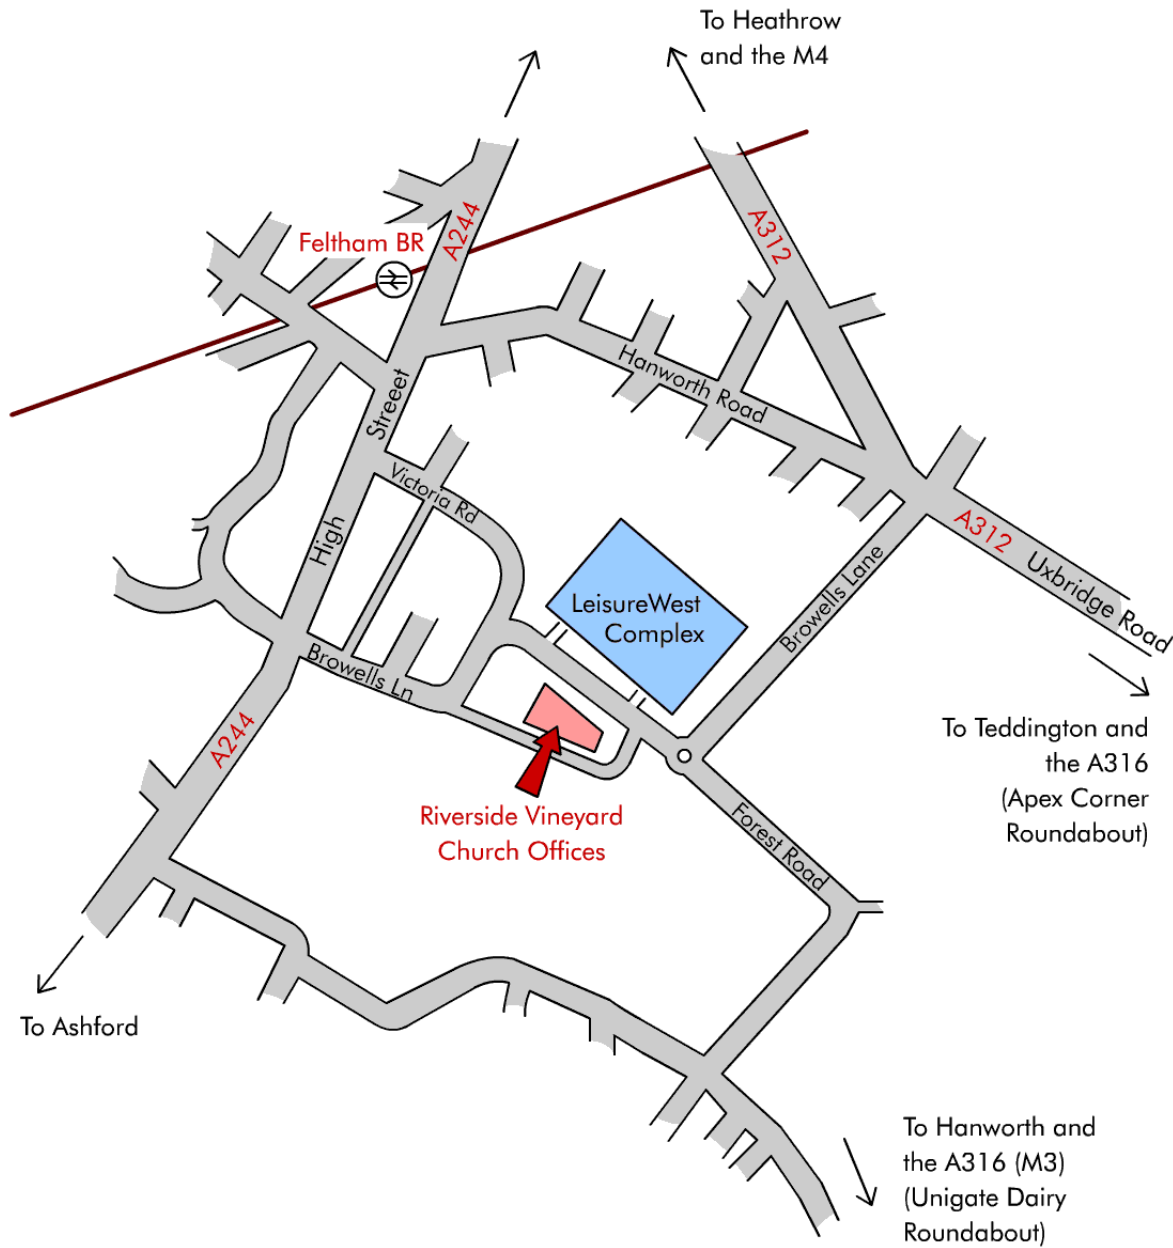 To Heathrow
and the M4
A244
A312
Feltham BR
Hanworth Road
Streeet
High
Victoria Rd
A312
Uxbridge Road
LeisureWest
Complex
Browells Lane
Browells Ln
A244
To Teddington and
the A316
(Apex Corner
Roundabout)
Riverside Vineyard
Church Offices
Forest Road
To Ashford
To Hanworth and
the A316 (M3)
(Unigate Dairy
Roundabout)